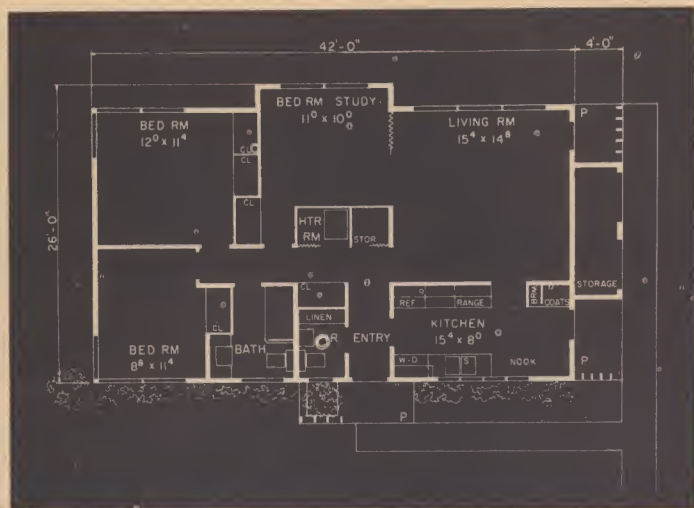 42'-0"
4'-0"
26'-0"
BED RM
12⁰ x 11⁴
CL
CL
CL
BED RM STUDY
11⁰ x 10⁰
LIVING RM
15⁴ x 14⁸
P
HTR
RM
STOR
STORAGE
BED RM
8⁸ x 11⁴
CL
BATH
CL
LINEN
R
ENTRY
REF
RANGE
KITCHEN
15⁴ x 8⁰
BRM
COATS
W-D
S
NOOK
P
P